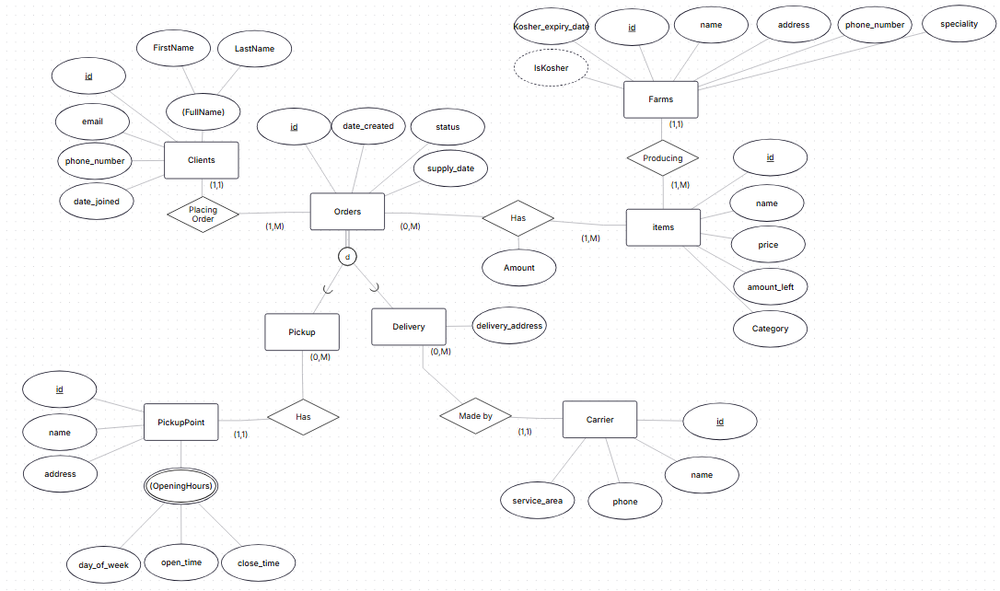 Kosher_expiry_date
id
name
address
phone_number
speciality
IsKosher
Farms
(1,1)
Producing
(1,M)
FirstName
LastName
id
(FullName)
email
phone_number
date_joined
Clients
(1,1)
Placing
Order
(1,M)
id
date_created
status
supply_date
Orders
(0,M)
Has
(1,M)
Amount
items
id
name
price
amount_left
Category
d
Pickup
(0,M)
Delivery
(0,M)
delivery_address
id
name
address
PickupPoint
(1,1)
Has
(OpeningHours)
day_of_week
open_time
close_time
Made by
(1,1)
Carrier
id
name
phone
service_area